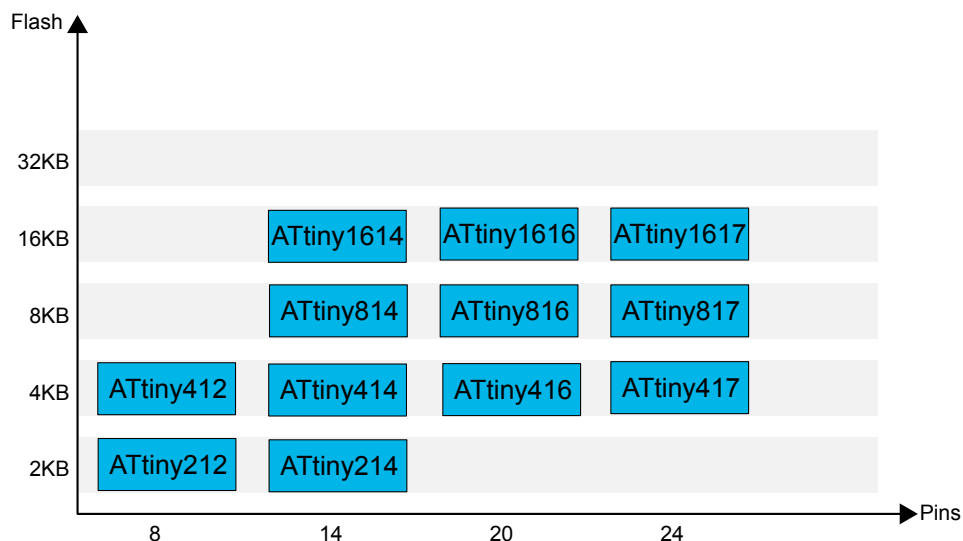 Flash
32KB
16KB
ATtiny1614
ATtiny1616
ATtiny1617
8KB
ATtiny814
ATtiny816
ATtiny817
4KB
ATtiny412
ATtiny414
ATtiny416
ATtiny417
2KB
ATtiny212
ATtiny214
Pins
8
14
20
24